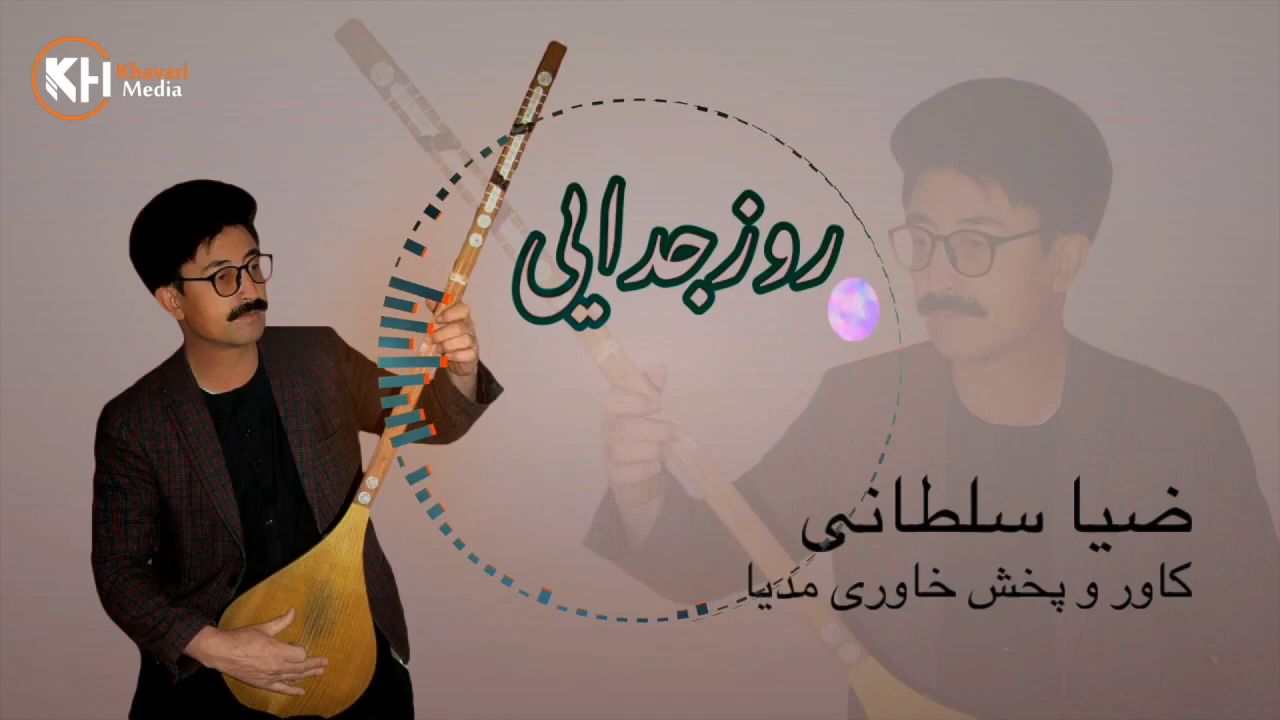 KH Khavari
Media
روز جدایی
ضیا سلطانی
کاور و پخش خاوری مدیا